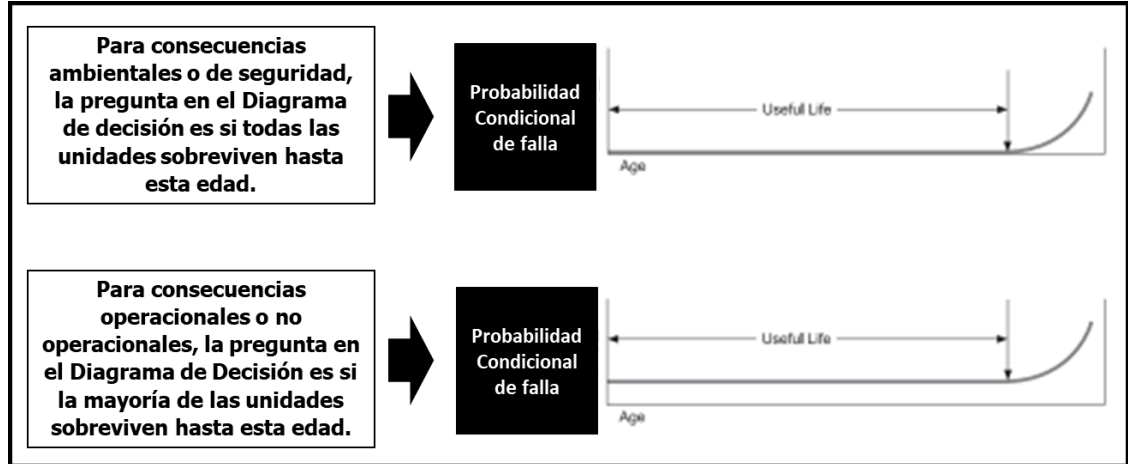 Para consecuencias
ambientales o de seguridad,
la pregunta en el Diagrama
de decisión es si todas las
unidades sobreviven hasta
esta edad.
Probabilidad
Condicional
de falla
Useful Life
Age
Para consecuencias
operacionales o no
operacionales, la pregunta en
el Diagrama de Decisión es si
la mayoría de las unidades
sobreviven hasta esta edad.
Probabilidad
Condicional
de falla
Useful Life
Age